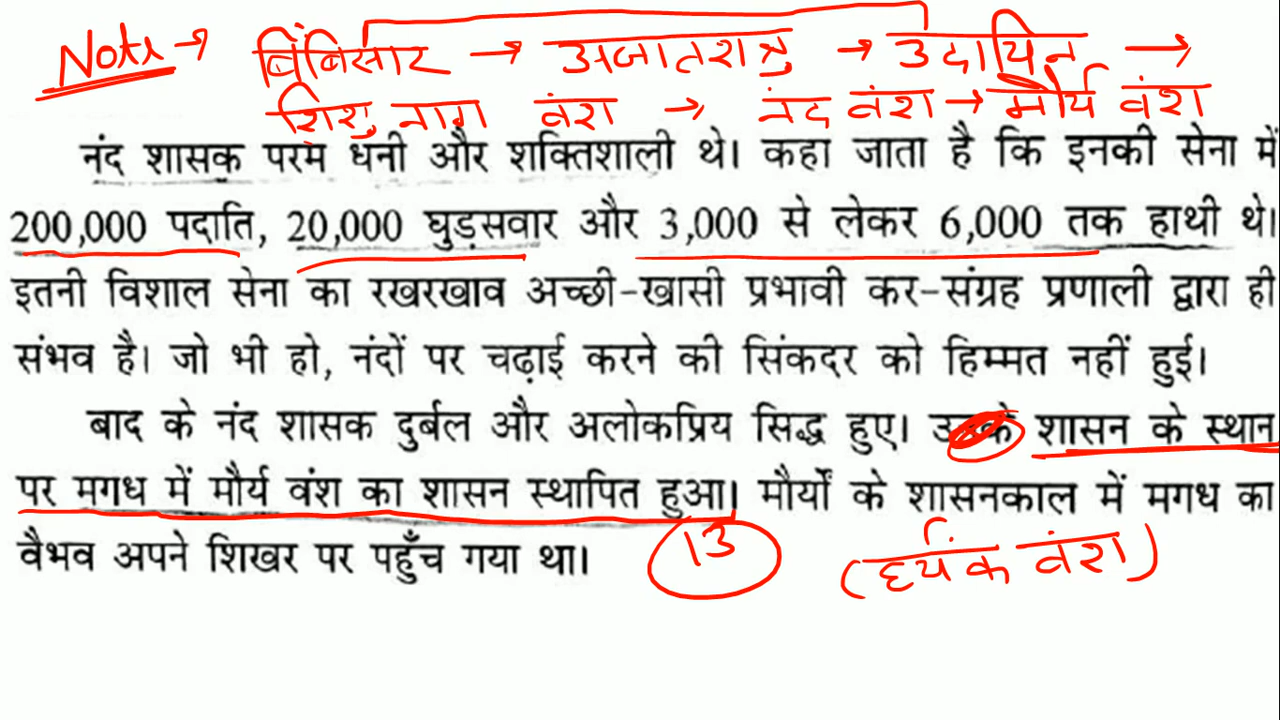 Note → बिंबिसार → अजातशत्रु → उदायिन →
शिशु नाग वंश → नंद वंश → मौर्य वंश
नंद शासक परम धनी और शक्तिशाली थे। कहा जाता है कि इनकी सेना में
200,000 पदाति, 20,000 घुड़सवार और 3,000 से लेकर 6,000 तक हाथी थे।
इतनी विशाल सेना का रखरखाव अच्छी-खासी प्रभावी कर-संग्रह प्रणाली द्वारा ही
संभव है। जो भी हो, नंदों पर चढ़ाई करने की सिंकदर को हिम्मत नहीं हुई।
बाद के नंद शासक दुर्बल और अलोकप्रिय सिद्ध हुए। उनके शासन के स्थान
पर मगध में मौर्य वंश का शासन स्थापित हुआ। मौर्यों के शासनकाल में मगध का
वैभव अपने शिखर पर पहुँच गया था।
13 (हर्यंक वंश)